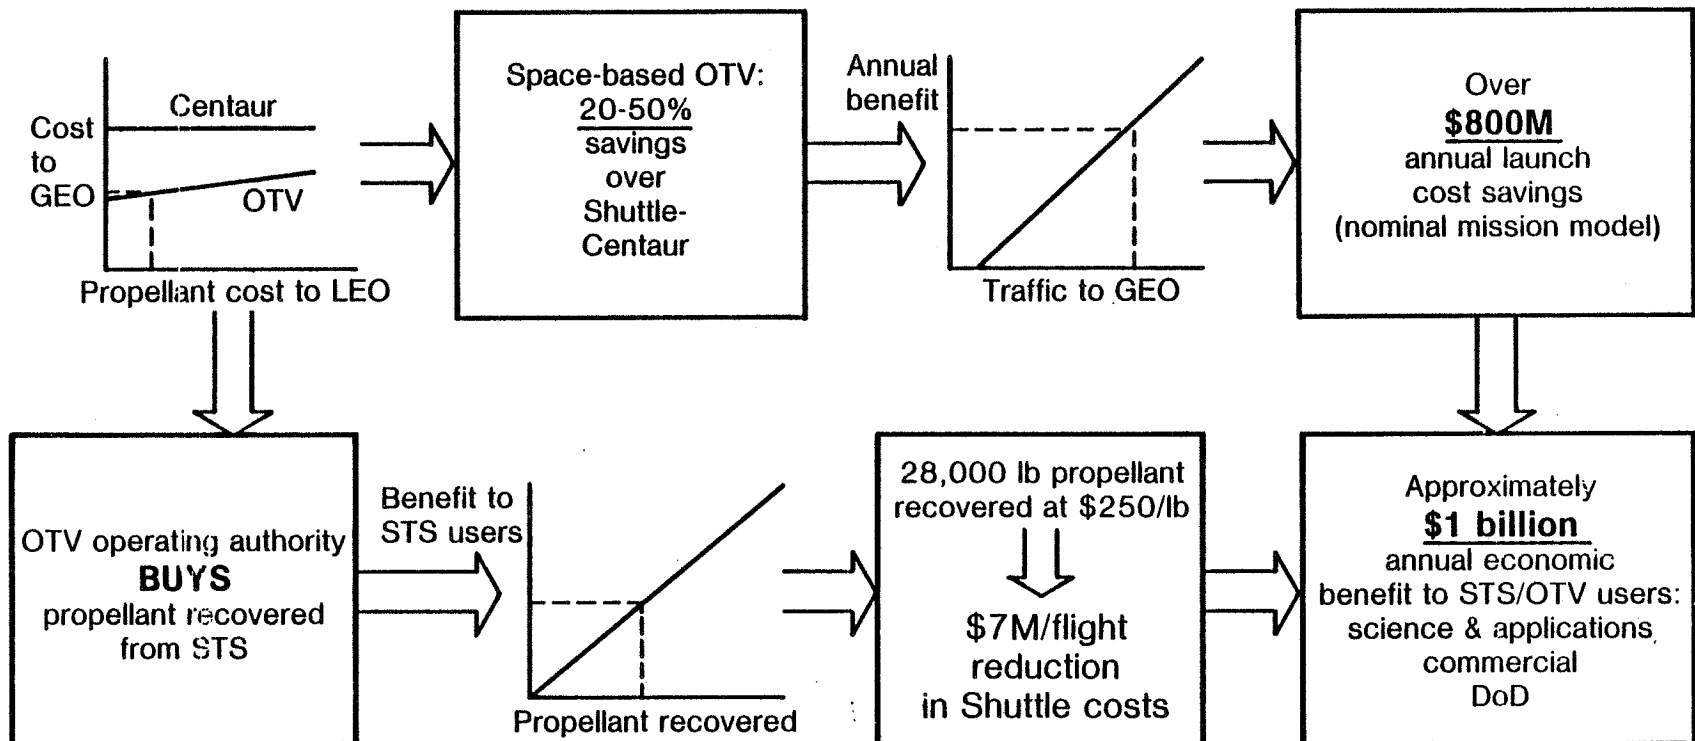 Cost
to
GEO
Centaur
OTV
Propellant cost to LEO
Space-based OTV:
20-50%
savings
over
Shuttle-
Centaur
Annual
benefit
Traffic to GEO
Over
$800M
annual launch
cost savings
(nominal mission model)
OTV operating authority
BUYS
propellant recovered
from STS
Benefit to
STS users
Propellant recovered
28,000 lb propellant
recovered at $250/lb
$7M/flight
reduction
in Shuttle costs
Approximately
$1 billion
annual economic
benefit to STS/OTV users:
science & applications
commercial
DoD